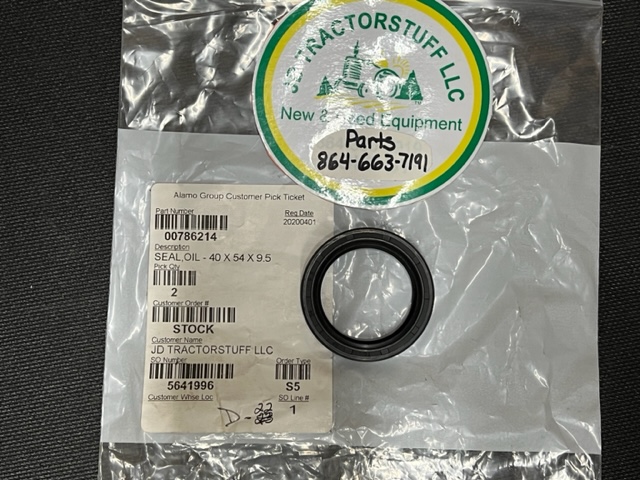 JD TRACTORSTUFF LLC
New & Used Equipment
Parts
864-663-7191
Alamo Group Customer Pick Ticket
Part Number
Req Date
00786214
20200401
Description
SEAL,OIL - 40 X 54 X 9.5
Pick Qty
2
Customer Order #
STOCK
Customer Name
JD TRACTORSTUFF LLC
SO Number
Order Type
5641996
S5
Customer Whse Loc
SO Line #
D-22
1